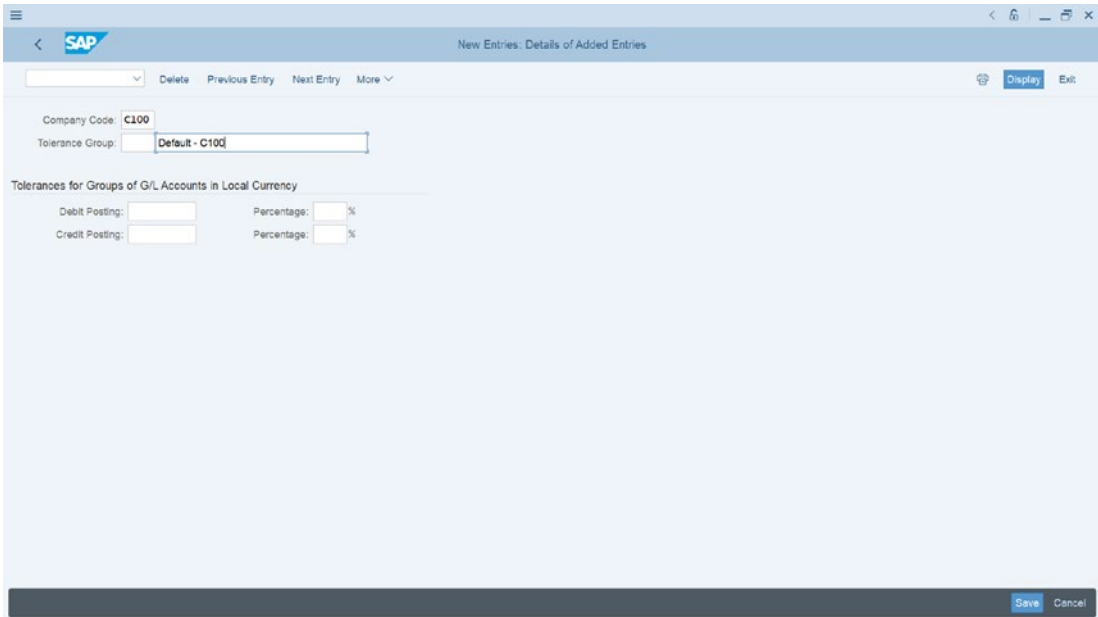 SAP
New Entries: Details of Added Entries
Delete Previous Entry Next Entry More Display Exit
Company Code: C100
Tolerance Group: Default - C100
Tolerances for Groups of G/L Accounts in Local Currency
Debit Posting: Percentage: %
Credit Posting: Percentage: %
Save Cancel